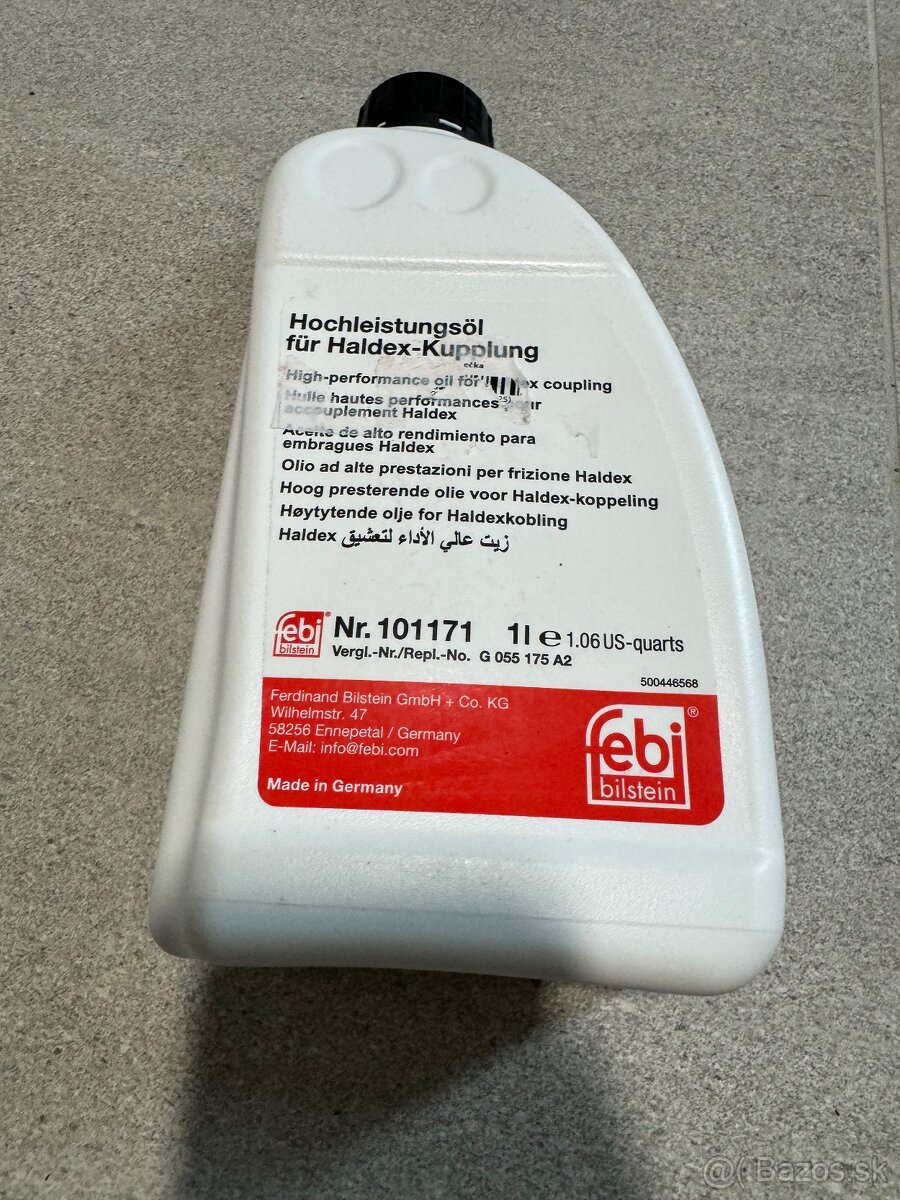 Hochleistungsöl
für Haldex-Kupplung
ečka
High-performance oil for coupling
Huile hautes performances
accouplement Haldex
Aceite de alto rendimiento para
embragues Haldex
Olio ad alte prestazioni per frizione Haldex
Hoog presterende olie voor Haldex-koppeling
Høytytende olje for Haldexkobling
زيت عالي الأداء لتعشيق Haldex
febi
bilstein
®
Nr. 101171 1l e 1.06 US-quarts
Vergl.-Nr./Repl.-No. G 055 175 A2
500446568
Ferdinand Bilstein GmbH + Co. KG
Wilhelmstr. 47
58256 Ennepetal / Germany
E-Mail: info@febi.com
Made in Germany
febi
bilstein
®
@( Bazos.sk